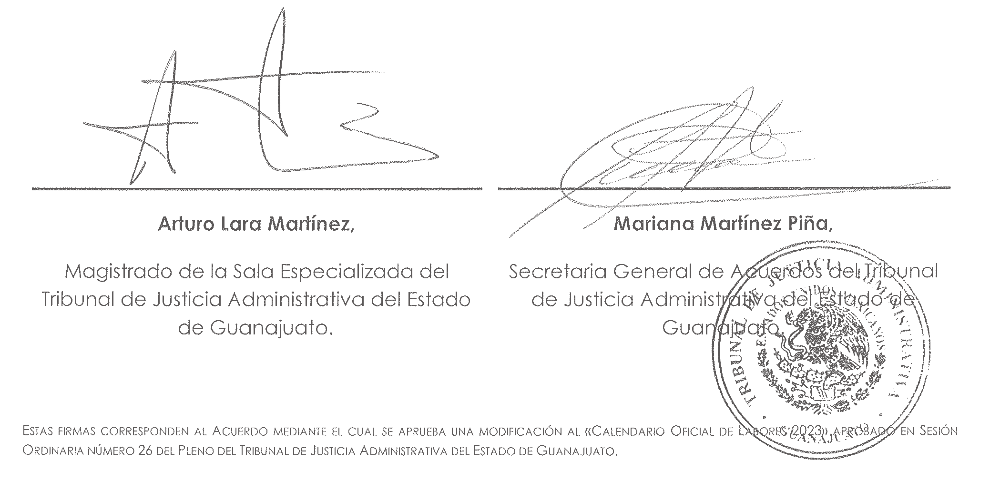 Arturo Lara Martínez,
Magistrado de la Sala Especializada del
Tribunal de Justicia Administrativa del Estado
de Guanajuato.
Mariana Martínez Piña,
Secretaria General de Acuerdos del Tribunal
de Justicia Administrativa del Estado de
Guanajuato.
TRIBUNAL DE JUSTICIA ADMINISTRATIVA
ESTADOS UNIDOS MEXICANOS
GUANAJUATO
ESTAS FIRMAS CORRESPONDEN AL ACUERDO MEDIANTE EL CUAL SE APRUEBA UNA MODIFICACIÓN AL «CALENDARIO OFICIAL DE LABORES 2023» APROBADO EN SESIÓN
ORDINARIA NÚMERO 26 DEL PLENO DEL TRIBUNAL DE JUSTICIA ADMINISTRATIVA DEL ESTADO DE GUANAJUATO.